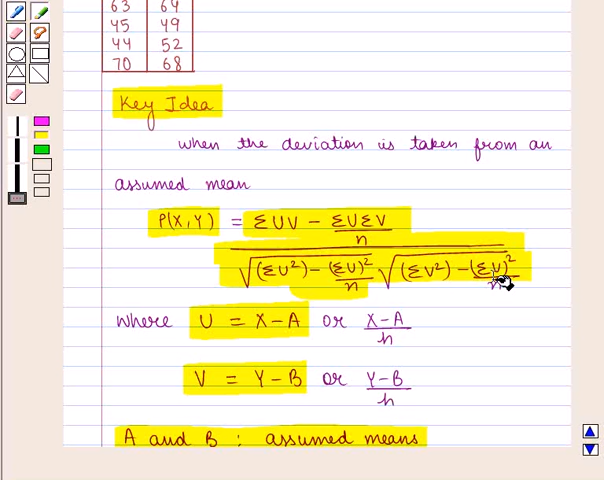 63 64
45 49
44 52
70 68
Key Idea
when the deviation is taken from an
assumed mean
P(X,Y) = ΣUV − ΣUΣV/n
√(ΣU²)−(ΣU)²/n √(ΣV²)−(ΣV)²/n
where U = X−A or X−A/h
V = Y−B or Y−B/h
A and B : assumed means